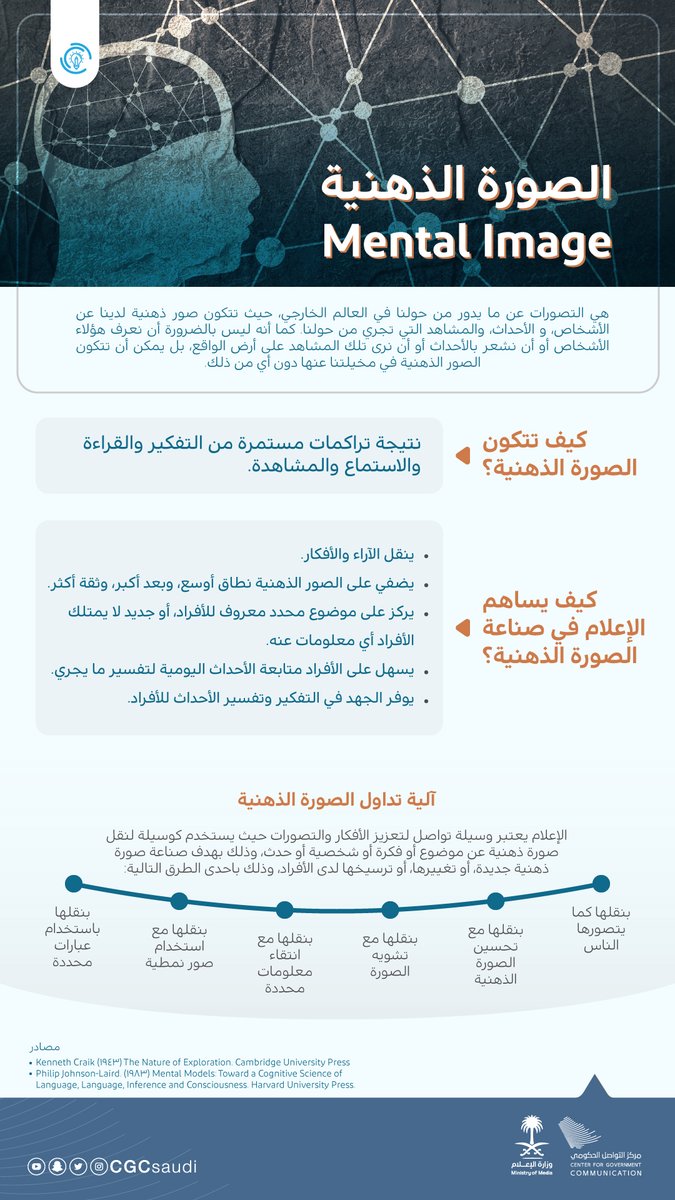 الصورة الذهنية
Mental Image
هي التصورات عن ما يدور من حولنا في العالم الخارجي، حيث تتكون صور ذهنية لدينا عن
الأشخاص، و الأحداث، والمشاهد التي تجري من حولنا. كما أنه ليس بالضرورة أن نعرف هؤلاء
الأشخاص أو أن نشعر بالأحداث أو أن نرى تلك المشاهد على أرض الواقع، بل يمكن أن تتكون
الصور الذهنية في مخيلتنا عنها دون أي من ذلك.
كيف تتكون
الصورة الذهنية؟
نتيجة تراكمات مستمرة من التفكير والقراءة
والاستماع والمشاهدة.
كيف يساهم
الإعلام في صناعة
الصورة الذهنية؟
• ينقل الآراء والأفكار.
• يضفي على الصور الذهنية نطاق أوسع، وبعد أكبر، وثقة أكثر.
• يركز على موضوع محدد معروف للأفراد، أو جديد لا يمتلك
الأفراد أي معلومات عنه.
• يسهل على الأفراد متابعة الأحداث اليومية لتفسير ما يجري.
• يوفر الجهد في التفكير وتفسير الأحداث للأفراد.
آلية تداول الصورة الذهنية
الإعلام يعتبر وسيلة تواصل لتعزيز الأفكار والتصورات حيث يستخدم كوسيلة لنقل
صورة ذهنية عن موضوع أو فكرة أو شخصية أو حدث، وذلك بهدف صناعة صورة
ذهنية جديدة، أو تغييرها، أو ترسيخها لدى الأفراد، وذلك باحدى الطرق التالية:
بنقلها كما
يتصورها
الناس
بنقلها مع
تحسين
الصورة
الذهنية
بنقلها مع
تشويه
الصورة
بنقلها مع
انتقاء
معلومات
محددة
بنقلها مع
استخدام
صور نمطية
بنقلها
باستخدام
عبارات
محددة
مصادر
• Kenneth Craik (١٩٤٣) The Nature of Exploration. Cambridge University Press
• Philip Johnson-Laird. (١٩٨٣) Mental Models: Toward a Cognitive Science of
Language, Language, Inference and Consciousness. Harvard University Press.
CGCsaudi
وزارة الإعلام
Ministry of Media
مركز التواصل الحكومي
CENTER FOR GOVERNMENT
COMMUNICATION